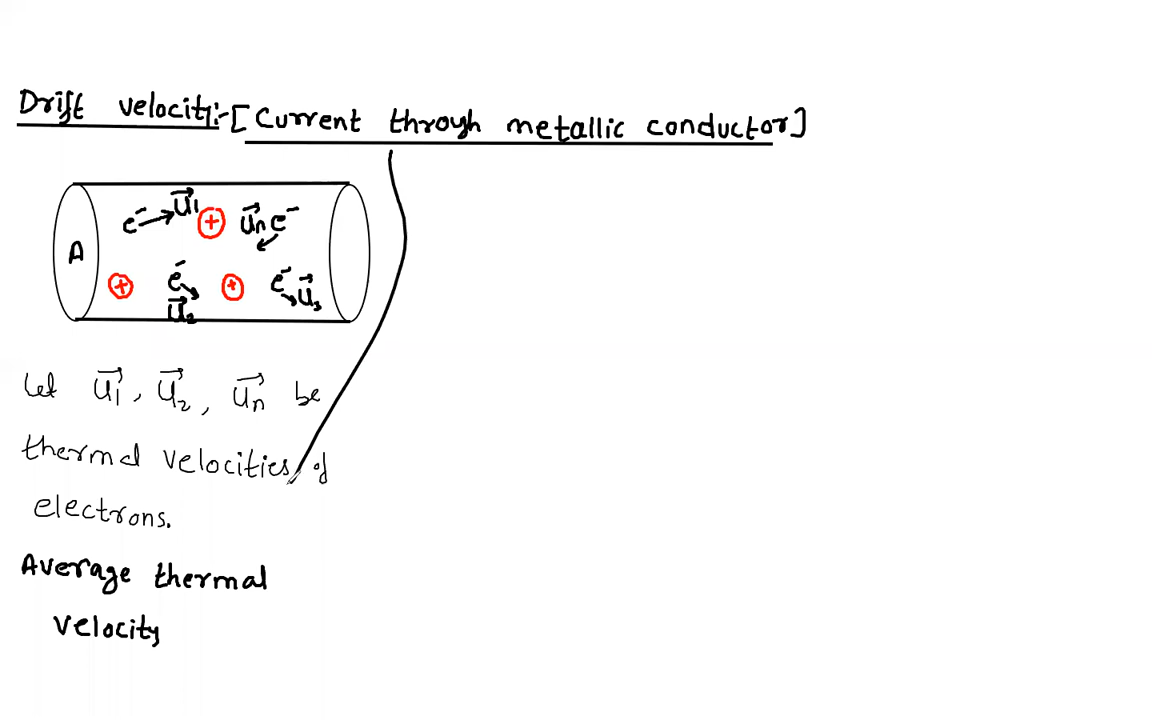 Drift velocity:-[Current through metallic conductor]
e⁻ u⃗1 + u⃗n e⁻
A
+ e⁻ + e⁻ u⃗3
u⃗2
Let u⃗1, u⃗2, u⃗n be
thermal velocities of
electrons.
Average thermal
velocity